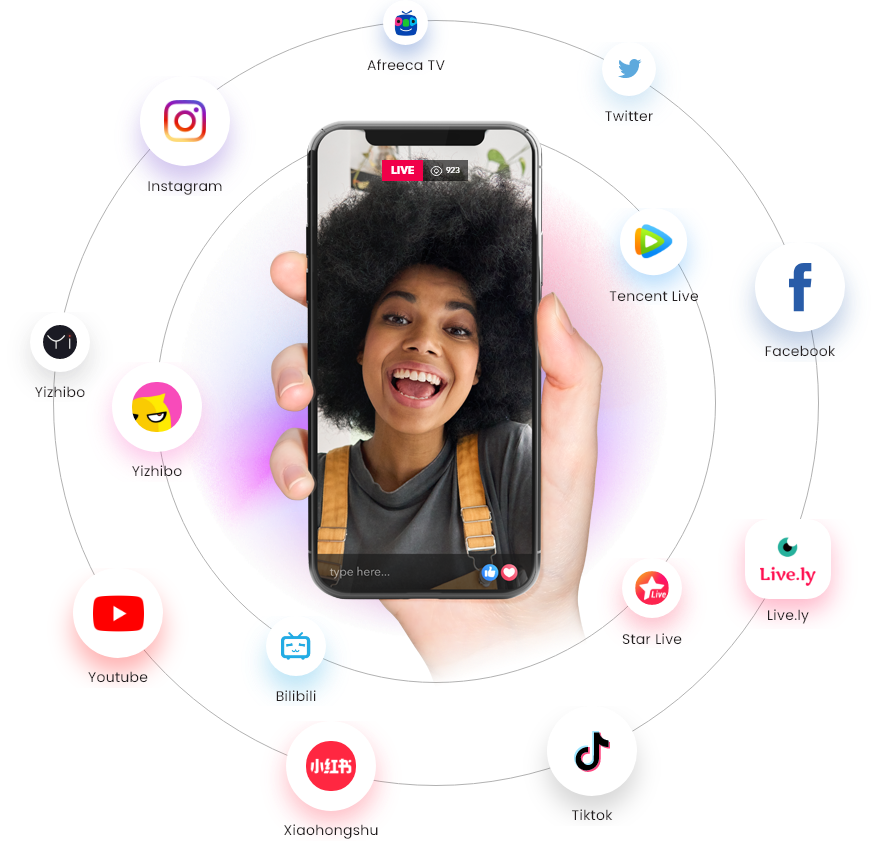 Afreeca TV
Twitter
Instagram
LIVE 923
Tencent Live
Facebook
Yi
Yizhibo
Yizhibo
Live.ly
Live.ly
type here...
Live
Star Live
Youtube
Bilibili
小红书
Xiaohongshu
Tiktok